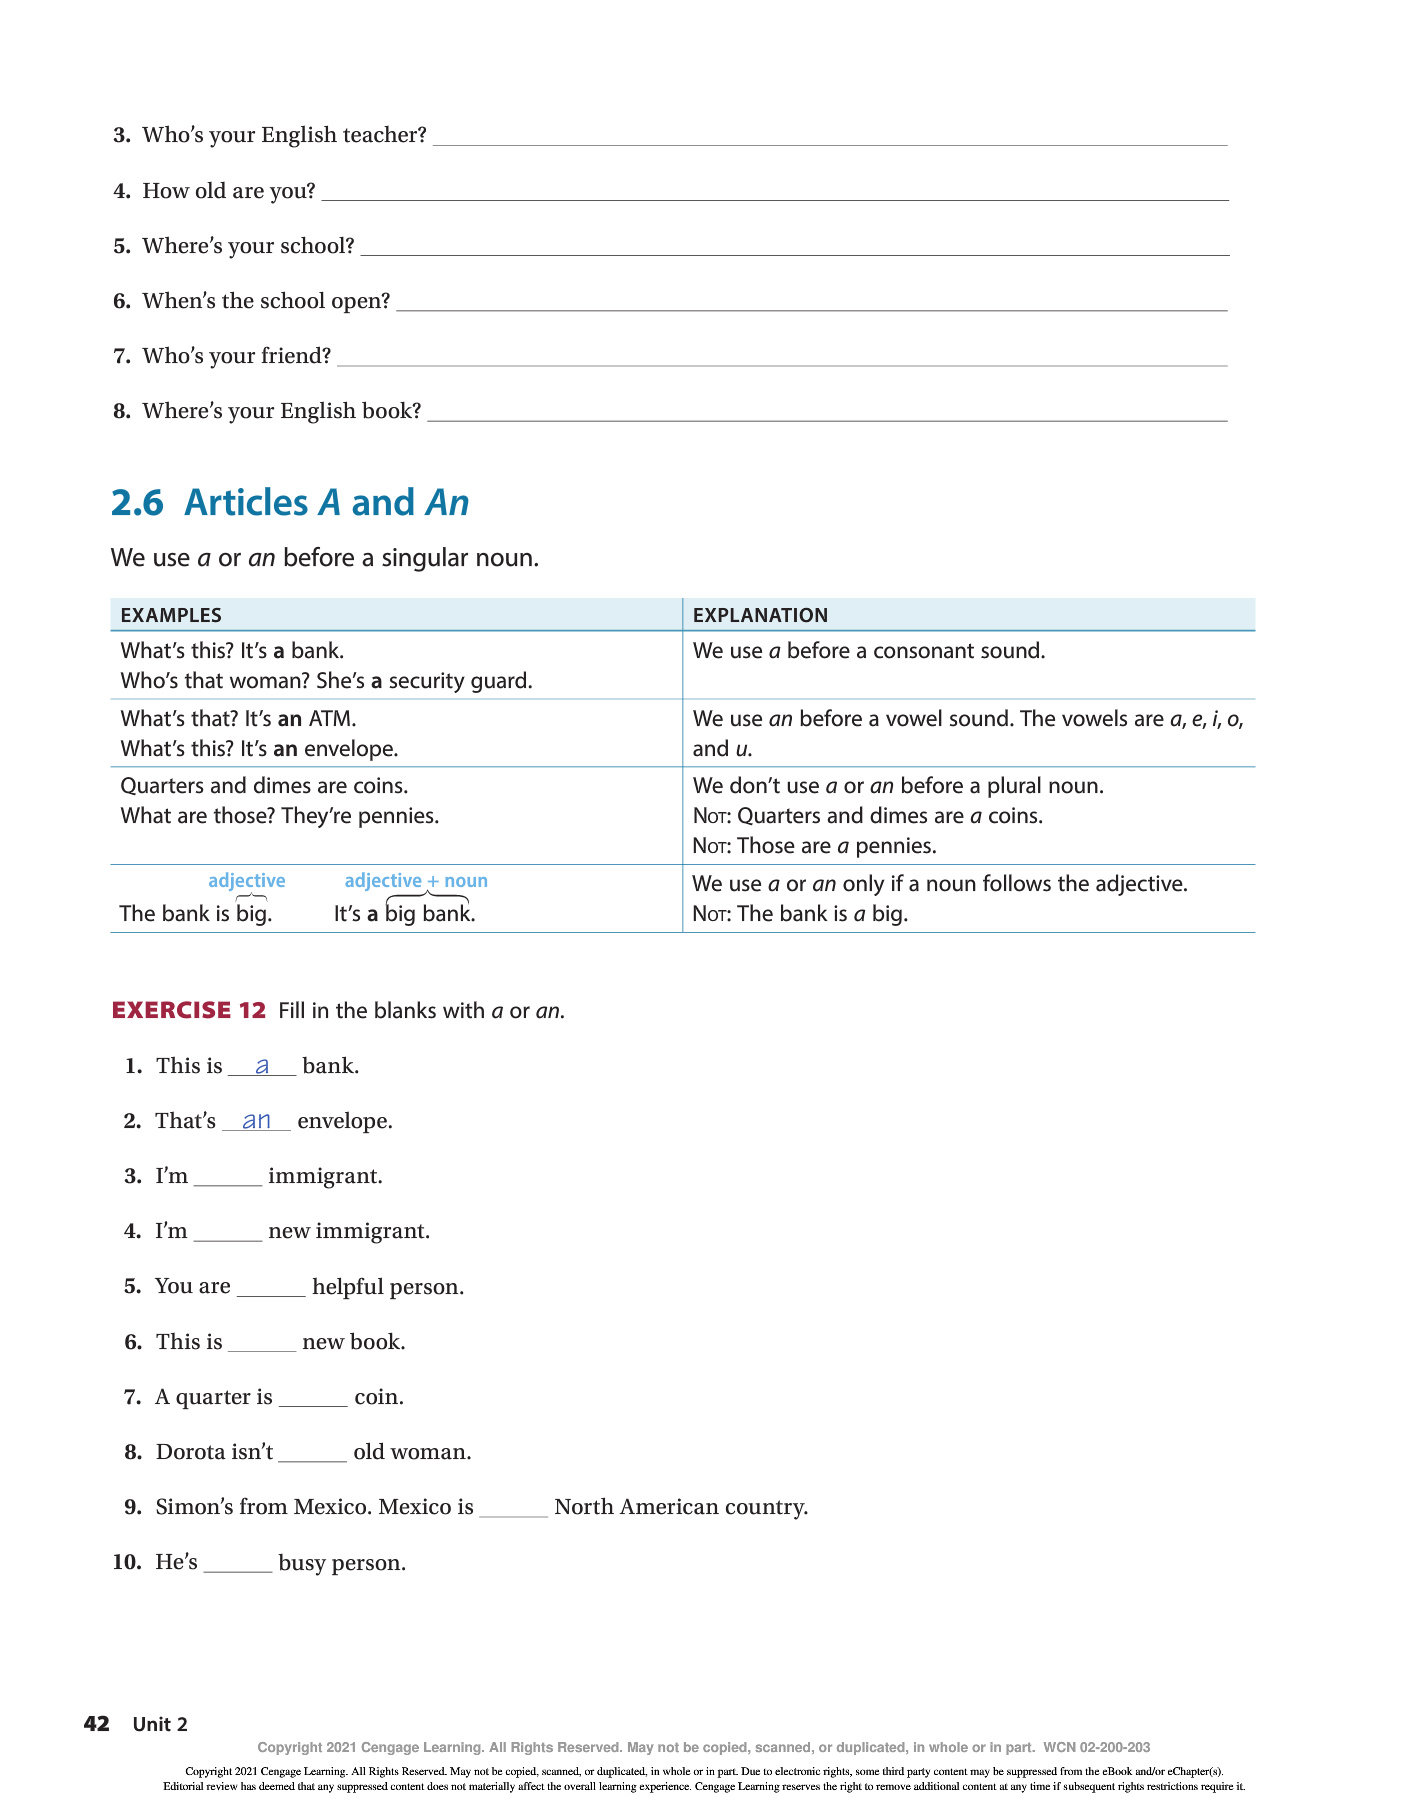 3. Who's your English teacher?
4. How old are you?
5. Where's your school?
6. When's the school open?
7. Who's your friend?
8. Where's your English book?
2.6 Articles A and An
We use a or an before a singular noun.
EXAMPLES EXPLANATION
What's this? It's a bank. We use a before a consonant sound.
Who's that woman? She's a security guard.
What's that? It's an ATM. We use an before a vowel sound. The vowels are a, e, i, o,
What's this? It's an envelope. and u.
Quarters and dimes are coins. We don't use a or an before a plural noun.
What are those? They're pennies. NOT: Quarters and dimes are a coins.
NOT: Those are a pennies.
adjective adjective + noun
The bank is big. It's a big bank.
We use a or an only if a noun follows the adjective.
NOT: The bank is a big.
EXERCISE 12 Fill in the blanks with a or an.
1. This is a bank.
2. That's an envelope.
3. I'm ______ immigrant.
4. I'm ______ new immigrant.
5. You are ______ helpful person.
6. This is ______ new book.
7. A quarter is ______ coin.
8. Dorota isn't ______ old woman.
9. Simon's from Mexico. Mexico is ______ North American country.
10. He's ______ busy person.
42 Unit 2
Copyright 2021 Cengage Learning. All Rights Reserved. May not be copied, scanned, or duplicated, in whole or in part. WCN 02-200-203
Copyright 2021 Cengage Learning. All Rights Reserved. May not be copied, scanned, or duplicated, in whole or in part. Due to electronic rights, some third party content may be suppressed from the eBook and/or eChapter(s).
Editorial review has deemed that any suppressed content does not materially affect the overall learning experience. Cengage Learning reserves the right to remove additional content at any time if subsequent rights restrictions require it.